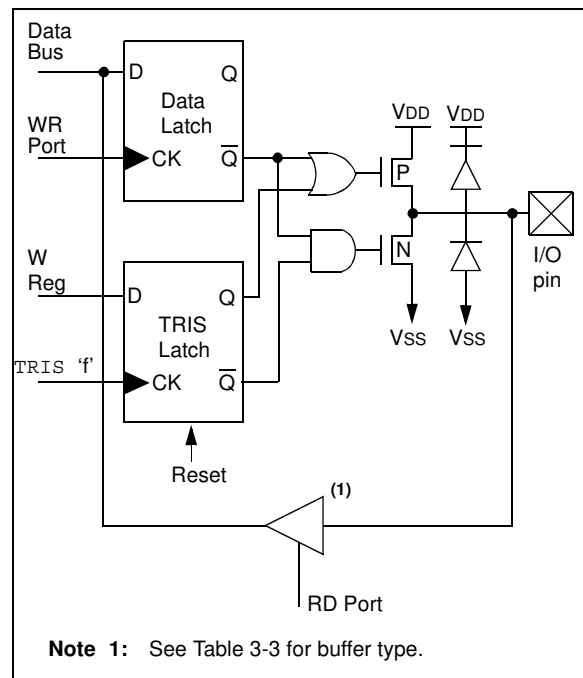 Data
Bus
D
Q
Data
Latch
WR
Port
CK
Q
VDD
VDD
P
N
I/O
pin
W
Reg
D
Q
TRIS
Latch
VSS
VSS
TRIS 'f'
CK
Q
Reset
(1)
RD Port
Note 1: See Table 3-3 for buffer type.